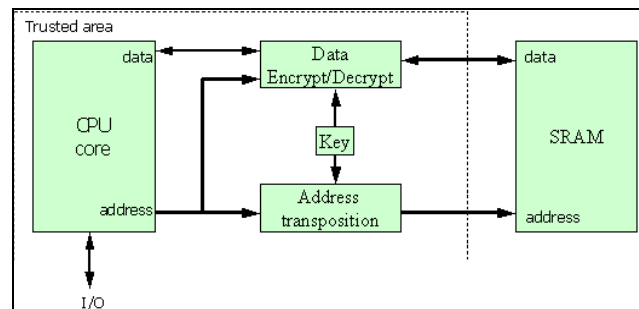 Trusted area
data
CPU
core
address
I/O
Data
Encrypt/Decrypt
Key
Address
transposition
data
SRAM
address